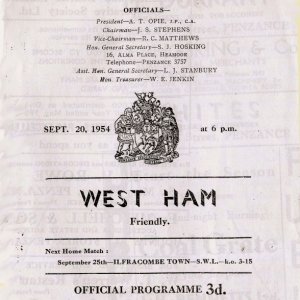 OFFICIALS—
President—A. T. OPIE, J.P., C.A.
Chairman—J. S. STEPHENS
Vice-Chairman—R. C. MATTHEWS
Hon. General Secretary—S. J. HOSKING
16, ALMA PLACE, HEAMOOR
Telephone—PENZANCE 3757
Asst. Hon. General Secretary—L. J. STANBURY
Hon. Treasurer—W. E. JENKIN
SEPT. 20, 1954 at 6 p.m.
WEST HAM
Friendly.
Next Home Match :
September 25th—ILFRACOMBE TOWN—S.W.L.—k.o. 3-15
OFFICIAL PROGRAMME 3d.